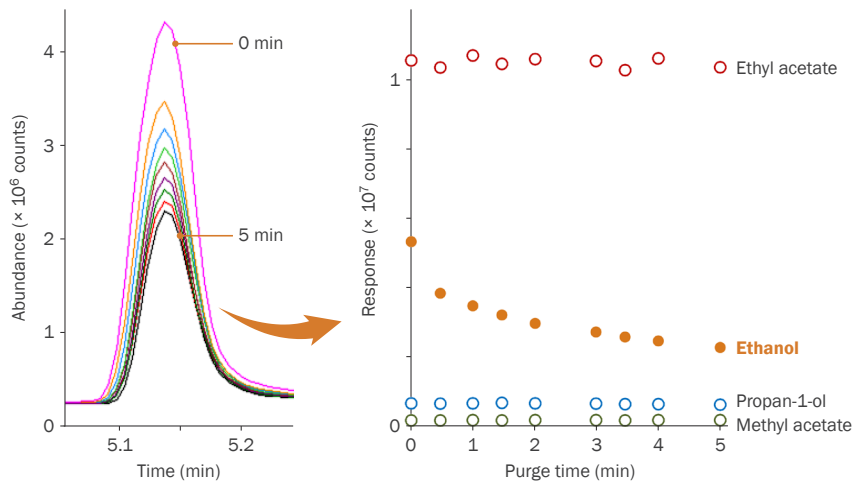 Abundance (× 10⁶ counts)
4
3
2
1
0
0 min
5 min
5.1
5.2
Time (min)
Response (× 10⁷ counts)
1
0
Ethyl acetate
Ethanol
Propan-1-ol
Methyl acetate
0 1 2 3 4 5
Purge time (min)